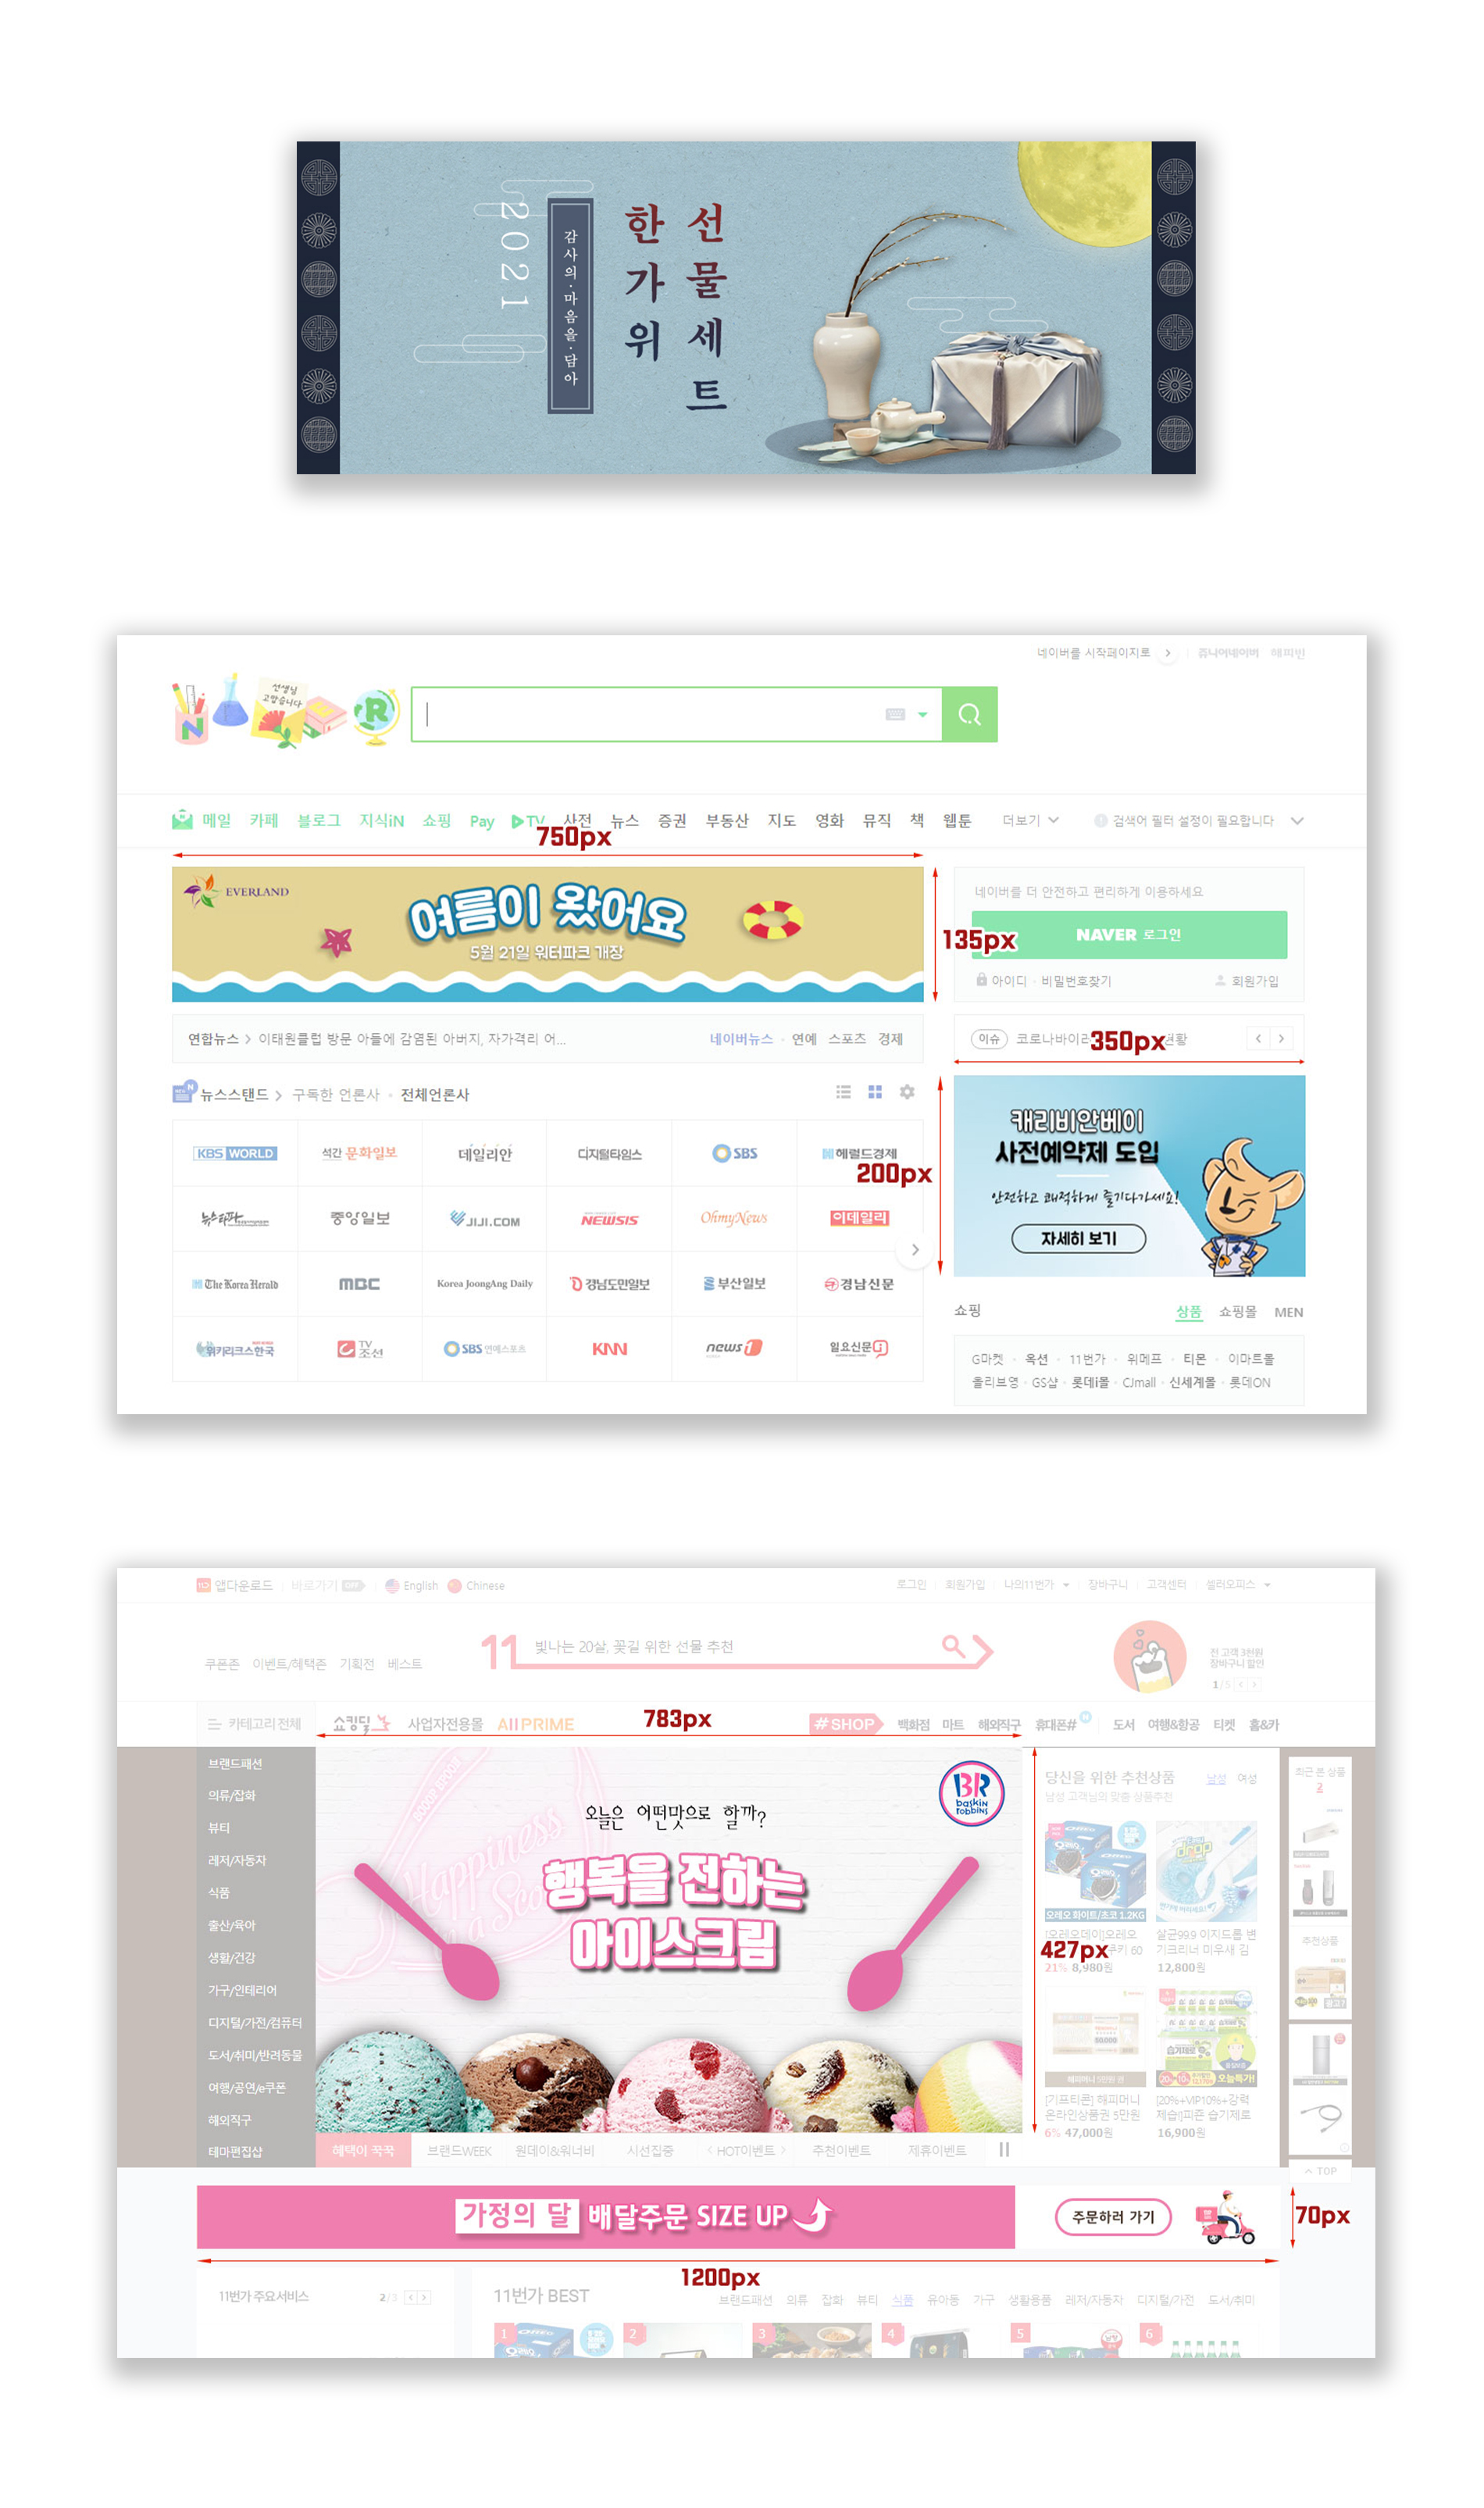 선물세트
한가위
감사의·마음을·담아
2021
네이버를 시작페이지로 쥬니어네이버 해피빈
선생님
고맙습니다
N
R
메일 카페 블로그 지식iN 쇼핑 Pay TV 사전 뉴스 증권 부동산 지도 영화 뮤직 책 웹툰 더보기 검색어 필터 설정이 필요합니다
750px
EVERLAND
여름이 왔어요
5월 21일 워터파크 개장
135px
네이버를 더 안전하고 편리하게 이용하세요
NAVER 로그인
아이디 · 비밀번호찾기 회원가입
연합뉴스 > 이태원클럽 방문 아들에 감염된 아버지, 자가격리 어...
네이버뉴스 · 연예 스포츠 경제
이슈 코로나바이러 현황
350px
뉴스스탠드 > 구독한 언론사 · 전체언론사
KBS WORLD 석간 문화일보 데일리안 디지털타임스 SBS 헤럴드경제
200px
뉴스타파 중앙일보 JIJI.COM NEWSIS OhmyNews 이데일리
The Korea Herald MBC Korea JoongAng Daily 경남도민일보 부산일보 경남신문
위키리크스한국 TV조선 SBS 연예스포츠 KNN news1 일요신문
캐리비안베이
사전예약제 도입
안전하고 쾌적하게 즐기다가세요!
자세히 보기
쇼핑 상품 쇼핑몰 MEN
G마켓 · 옥션 · 11번가 · 위메프 · 티몬 · 이마트몰
올리브영 · GS샵 · 롯데i몰 · CJmall · 신세계몰 · 롯데ON
앱다운로드 바로가기 OFF English Chinese
로그인 회원가입 나의11번가 장바구니 고객센터 셀러오피스
쿠폰존 이벤트/혜택존 기획전 베스트
11 빛나는 20살, 꽃길 위한 선물 추천
전 고객 3천원
장바구니 할인
1/5
카테고리 전체 쇼킹딜 사업자전용몰 All PRIME
783px
#SHOP 백화점 마트 해외직구 휴대폰# 도서 여행&항공 티켓 홈&카
브랜드패션
의류/잡화
뷰티
레저/자동차
식품
출산/육아
생활/건강
가구/인테리어
디지털/가전/컴퓨터
도서/취미/반려동물
여행/공연/e쿠폰
해외직구
테마편집샵
Happiness
BR
baskin
robbins
오늘은 어떤맛으로 할까?
행복을 전하는
아이스크림
427px
당신을 위한 추천상품 남성 여성
남성 고객님의 맞춤 상품추천
오레오 화이트/초코 1.2KG
[오레오데이]오레오
쿠키 60
21% 8,980원
살균99.9 이지드롭 변
기크리너 미우새 김
12,800원
해피머니 5만원 권
[기프티콘] 해피머니
온라인상품권 5만원
6% 47,000원
습기제로
오늘특가!
[20%+VIP10%+강력
제습]피죤 습기제로
16,900원
최근 본 상품
2
추천상품
TOP
혜택이 꾹꾹 브랜드WEEK 원데이&워너비 시선집중 <HOT이벤트> 추천이벤트 제휴이벤트
가정의 달 배달주문 SIZE UP
주문하러 가기
70px
1200px
11번가 주요서비스 2/3
11번가 BEST
브랜드패션 의류 잡화 뷰티 식품 유아동 가구 생활용품 레저/자동차 디지털/가전 도서/취미
1 2 3 4 5 6